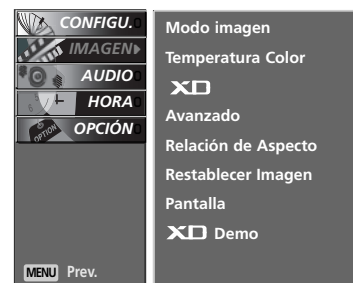 CONFIGU.
IMAGEN
AUDIO
HORA
OPCIÓN
OPTION
MENU Prev.
Modo imagen
Temperatura Color
XD
Avanzado
Relación de Aspecto
Restablecer Imagen
Pantalla
XD Demo